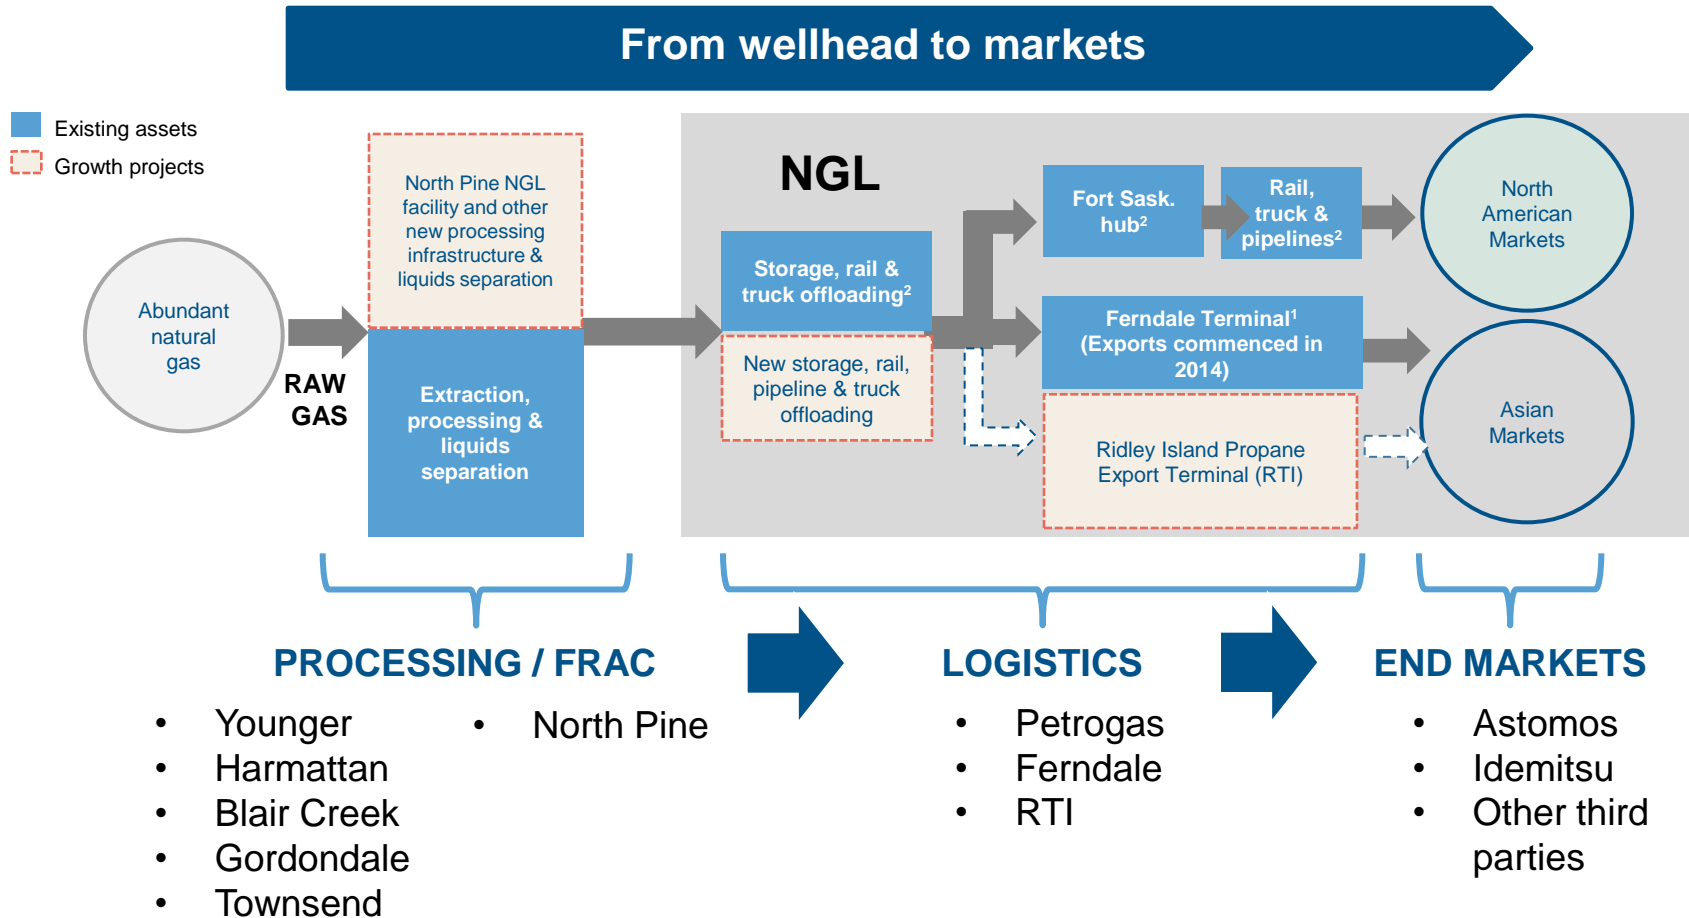 From wellhead to markets
Existing assets
Growth projects
Abundant
natural
gas
RAW
GAS
North Pine NGL
facility and other
new processing
infrastructure &
liquids separation
Extraction,
processing &
liquids
separation
NGL
Storage, rail &
truck offloading²
New storage, rail,
pipeline & truck
offloading
Fort Sask.
hub²
Rail,
truck &
pipelines²
North
American
Markets
Ferndale Terminal¹
(Exports commenced in
2014)
Ridley Island Propane
Export Terminal (RTI)
Asian
Markets
PROCESSING / FRAC
• Younger
• Harmattan
• Blair Creek
• Gordondale
• Townsend
• North Pine
LOGISTICS
• Petrogas
• Ferndale
• RTI
END MARKETS
• Astomos
• Idemitsu
• Other third
parties